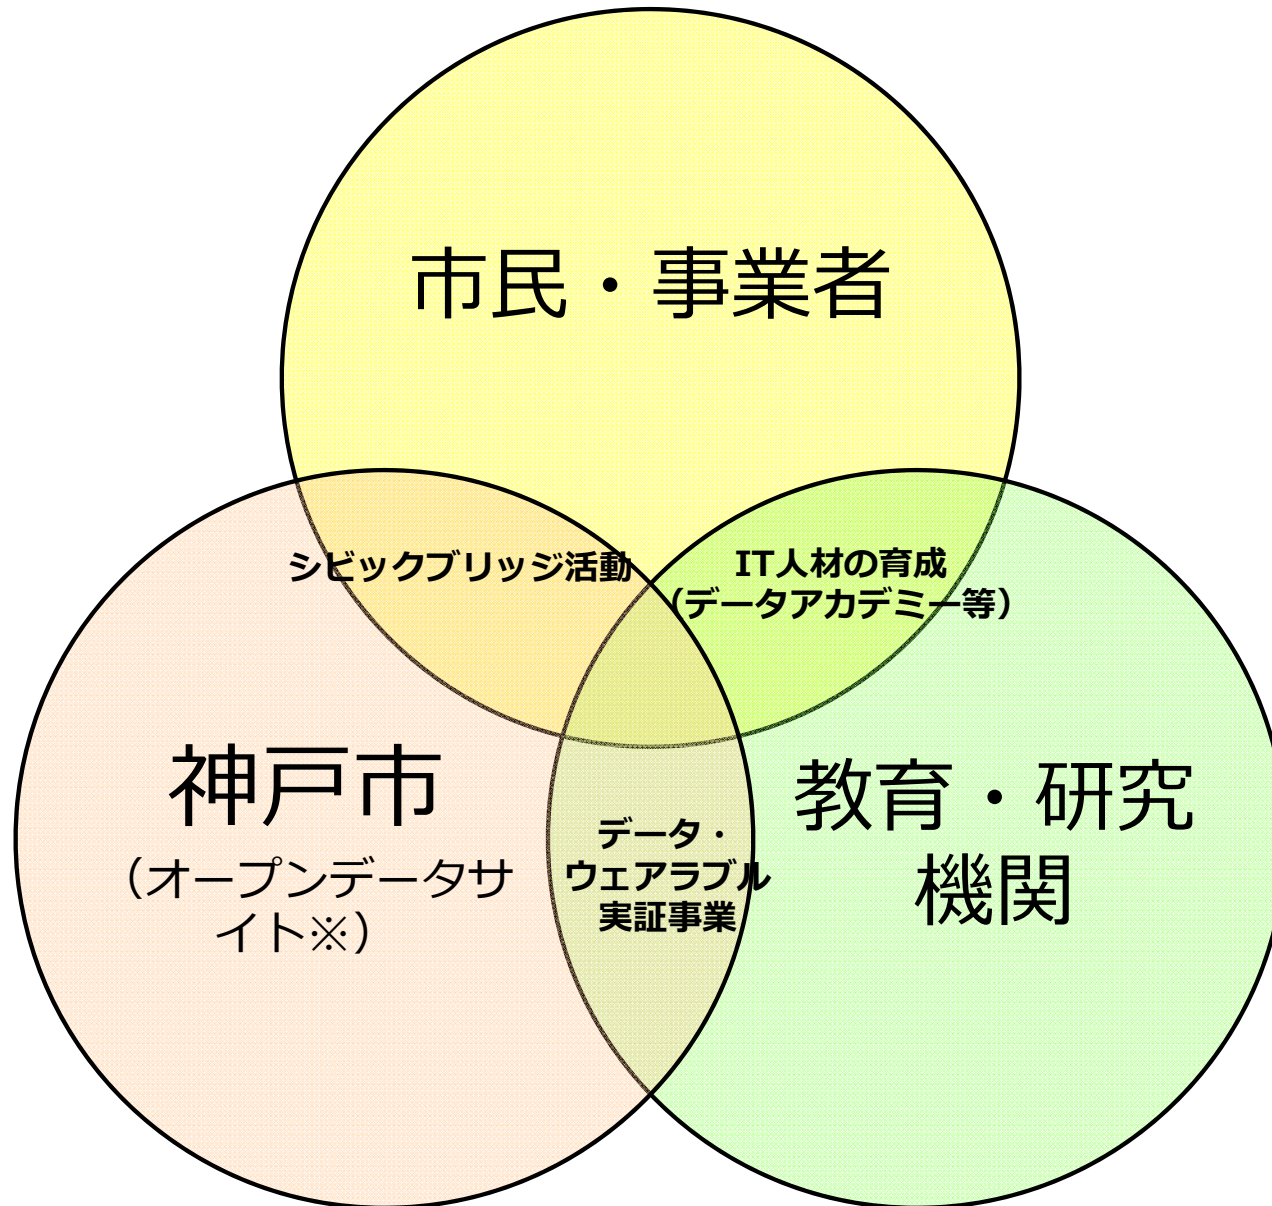 市民・事業者
シビックブリッジ活動
IT人材の育成
（データアカデミー等）
神戸市
（オープンデータサ
イト※）
データ・
ウェアラブル
実証事業
教育・研究
機関